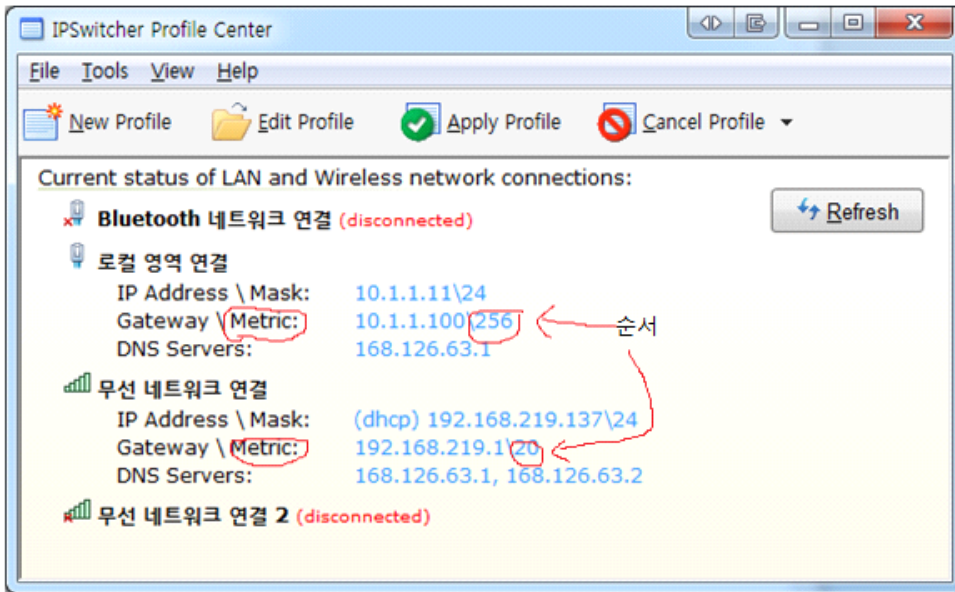 IPSwitcher Profile Center
File Tools View Help
New Profile Edit Profile Apply Profile Cancel Profile
Current status of LAN and Wireless network connections:
Refresh
Bluetooth 네트워크 연결 (disconnected)
로컬 영역 연결
IP Address \ Mask: 10.1.1.11\24
Gateway \ Metric: 10.1.1.100\256
순서
DNS Servers: 168.126.63.1
무선 네트워크 연결
IP Address \ Mask: (dhcp) 192.168.219.137\24
Gateway \ Metric: 192.168.219.1\20
DNS Servers: 168.126.63.1, 168.126.63.2
무선 네트워크 연결 2 (disconnected)